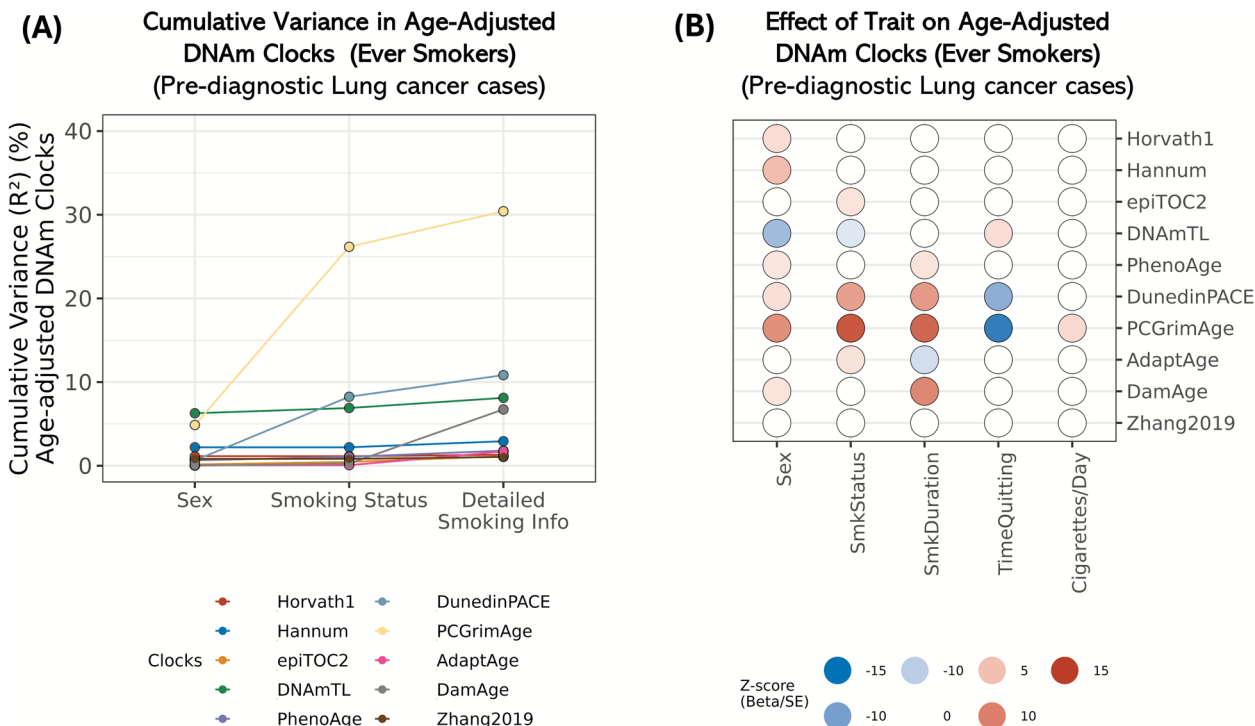 (A)
Cumulative Variance in Age-Adjusted
DNAm Clocks (Ever Smokers)
(Pre-diagnostic Lung cancer cases)
Cumulative Variance (R²) (%)
Age-adjusted DNAm Clocks
40
30
20
10
0
Sex
Smoking Status
Detailed
Smoking Info
Clocks
Horvath1
Hannum
epiTOC2
DNAmTL
PhenoAge
DunedinPACE
PCGrimAge
AdaptAge
DamAge
Zhang2019
(B)
Effect of Trait on Age-Adjusted
DNAm Clocks (Ever Smokers)
(Pre-diagnostic Lung cancer cases)
Horvath1
Hannum
epiTOC2
DNAmTL
PhenoAge
DunedinPACE
PCGrimAge
AdaptAge
DamAge
Zhang2019
Sex
SmkStatus
SmkDuration
TimeQuitting
Cigarettes/Day
Z-score
(Beta/SE)
-15
-10
5
15
-10
0
10